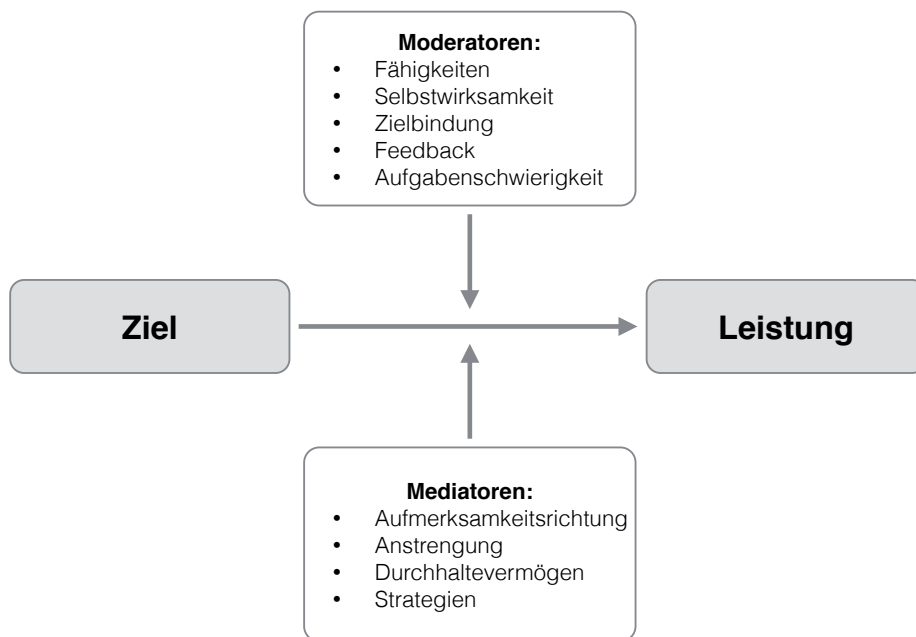 Moderatoren:
• Fähigkeiten
• Selbstwirksamkeit
• Zielbindung
• Feedback
• Aufgabenschwierigkeit
Ziel
Leistung
Mediatoren:
• Aufmerksamkeitsrichtung
• Anstrengung
• Durchhaltevermögen
• Strategien